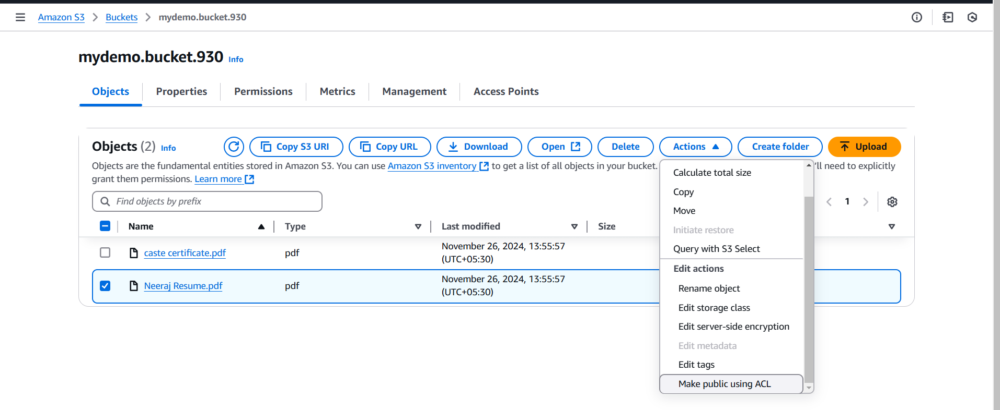 Amazon S3 > Buckets > mydemo.bucket.930
mydemo.bucket.930 Info
Objects Properties Permissions Metrics Management Access Points
Objects (2) Info Copy S3 URI Copy URL Download Open Delete Actions Create folder Upload
Objects are the fundamental entities stored in Amazon S3. You can use Amazon S3 inventory to get a list of all objects in your bucket. 'll need to explicitly
grant them permissions. Learn more
Find objects by prefix
1
Name Type Last modified Size
caste certificate.pdf pdf November 26, 2024, 13:55:57
(UTC+05:30)
Neeraj Resume.pdf pdf November 26, 2024, 13:55:57
(UTC+05:30)
Calculate total size
Copy
Move
Initiate restore
Query with S3 Select
Edit actions
Rename object
Edit storage class
Edit server-side encryption
Edit metadata
Edit tags
Make public using ACL